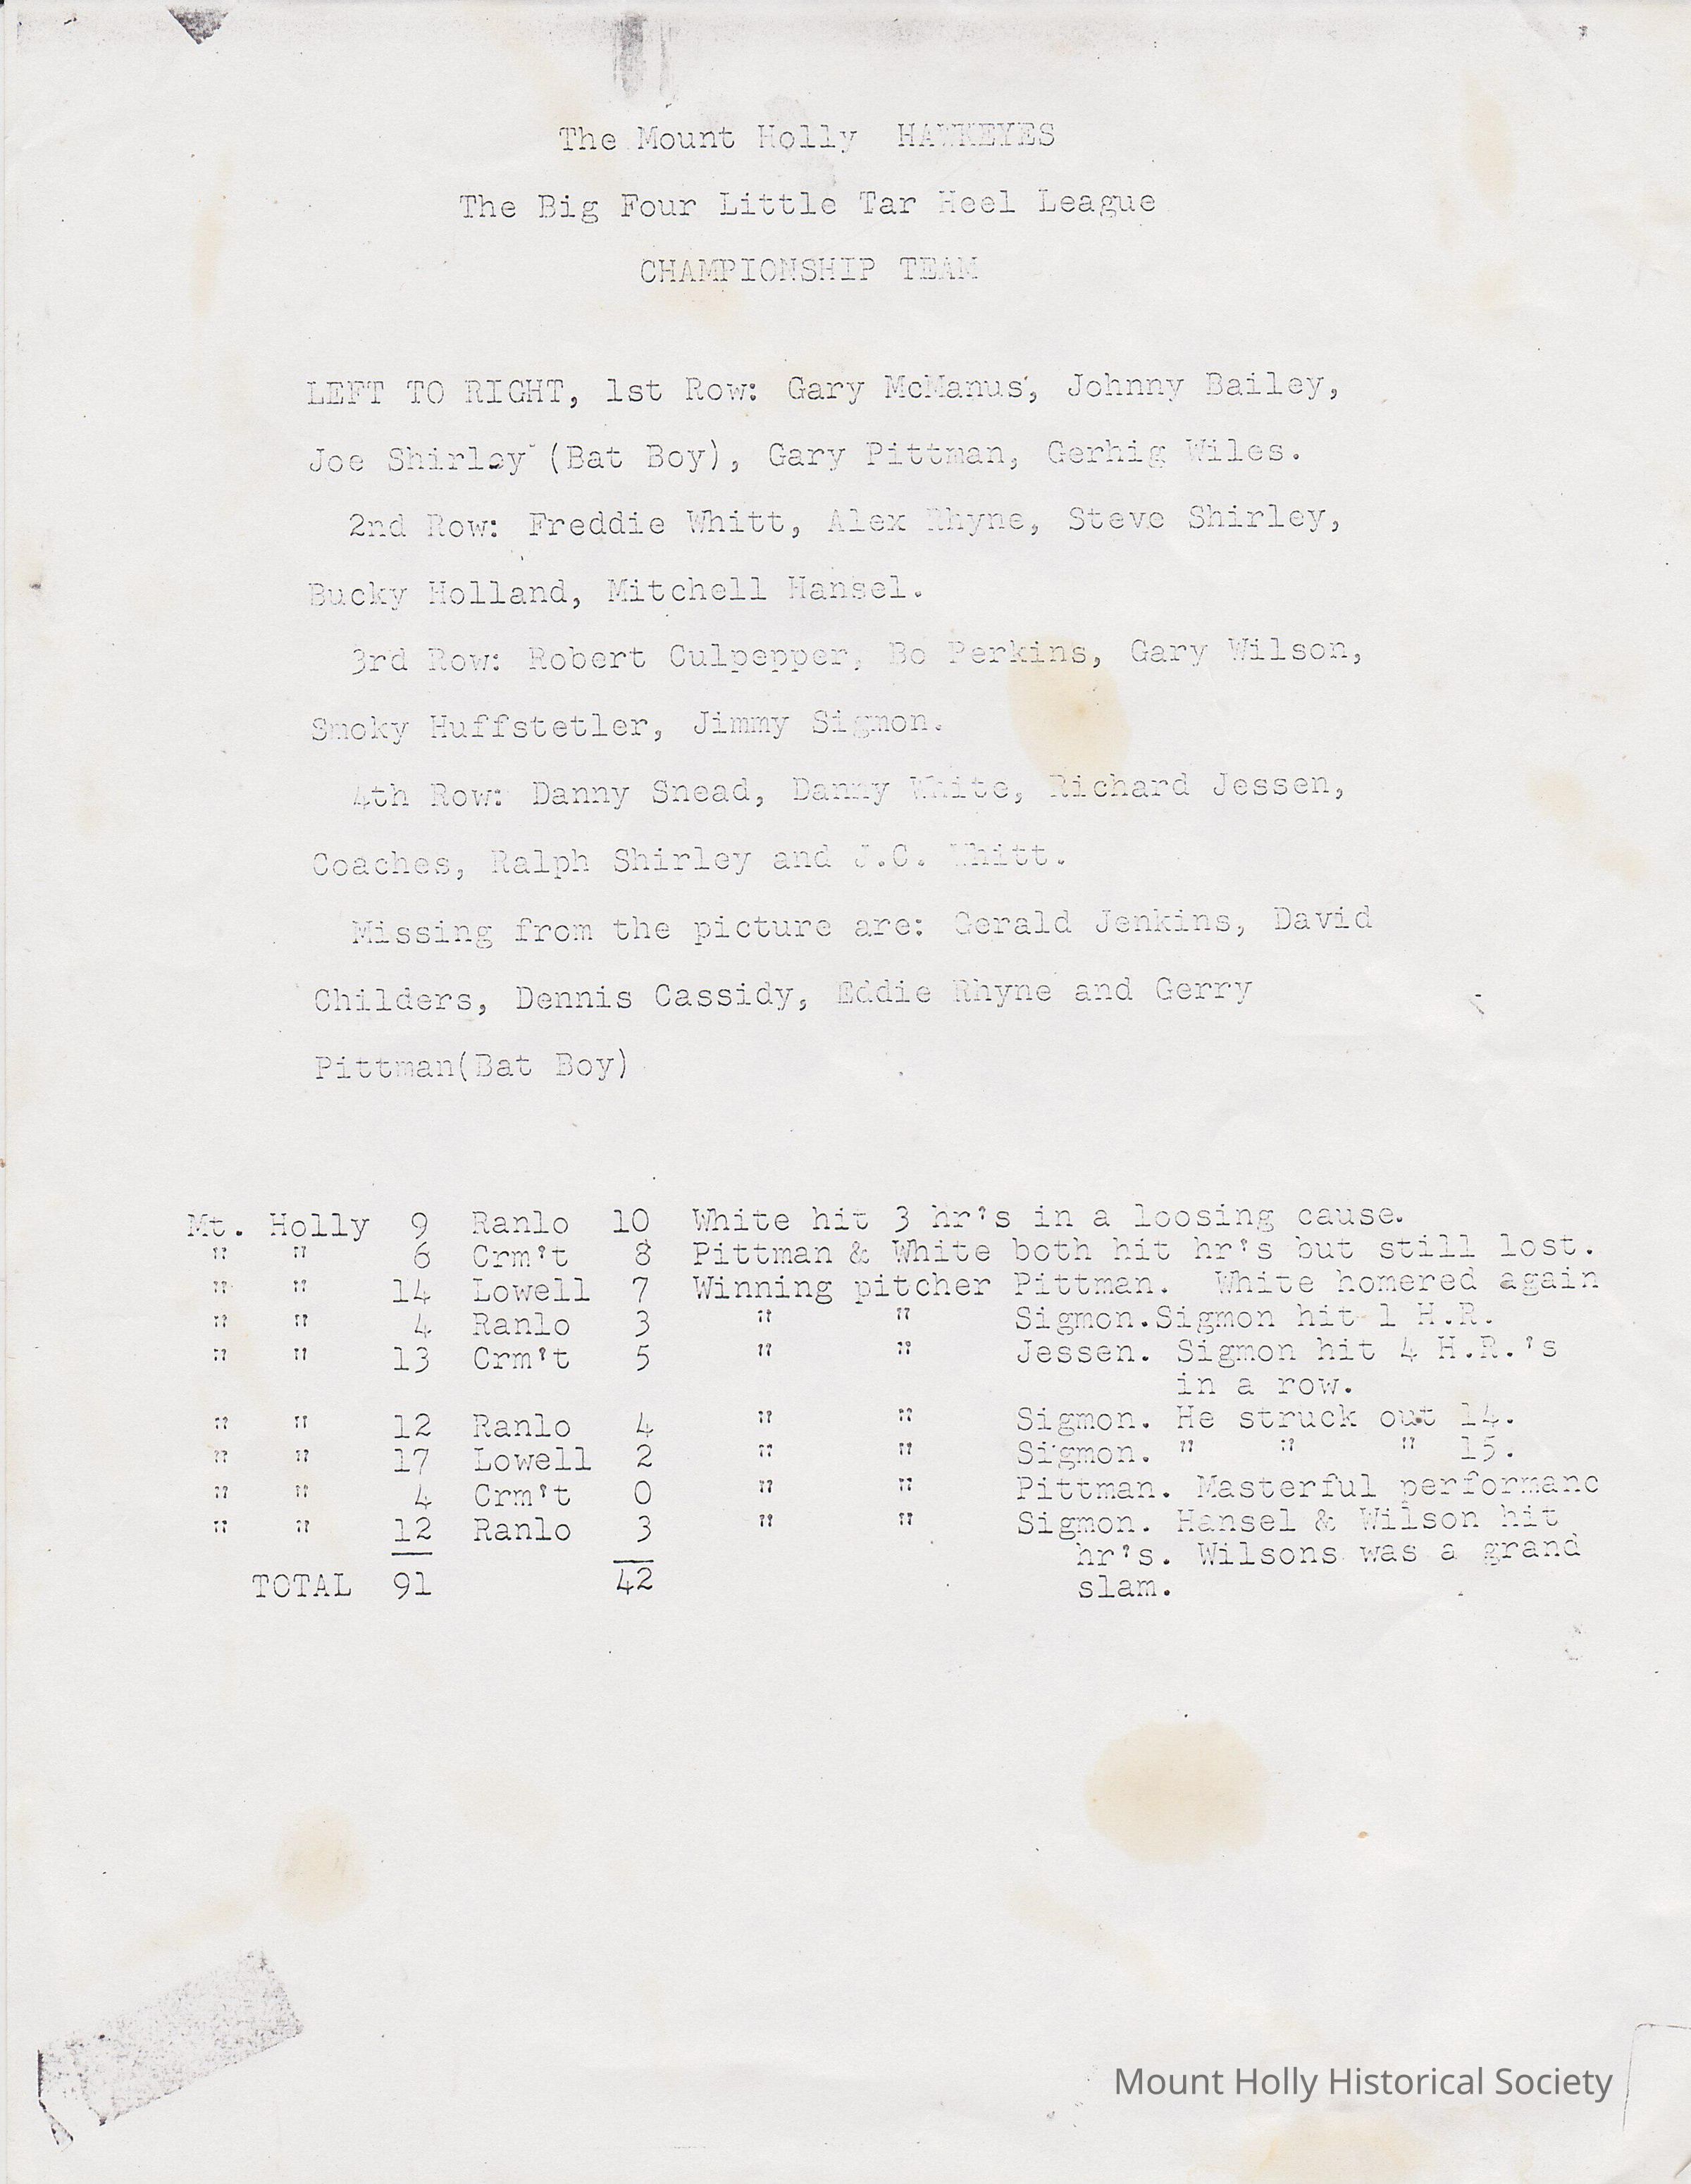 The Mount Holly HAWKEYES
The Big Four Little Tar Heel League
CHAMPIONSHIP TEAM
LEFT TO RIGHT, 1st Row: Gary McManus, Johnny Bailey,
Joe Shirley (Bat Boy), Gary Pittman, Gerhig Wiles.
2nd Row: Freddie Whitt, Alex Rhyne, Steve Shirley,
Bucky Holland, Mitchell Hansel.
3rd Row: Robert Culpepper, Bo Perkins, Gary Wilson,
Smoky Huffstetler, Jimmy Sigmon.
4th Row: Danny Snead, Danny White, Richard Jessen,
Coaches, Ralph Shirley and J.C. Whitt.
Missing from the picture are: Gerald Jenkins, David
Childers, Dennis Cassidy, Eddie Rhyne and Gerry
Pittman(Bat Boy)
Mt. Holly 9 Ranlo 10 White hit 3 hr's in a loosing cause.
" " 6 Crm't 8 Pittman & White both hit hr's but still lost.
" " 14 Lowell 7 Winning pitcher Pittman. White homered again
" " 4 Ranlo 3 " " Sigmon.Sigmon hit 1 H.R.
" " 13 Crm't 5 " " Jessen. Sigmon hit 4 H.R.'s
in a row.
" " 12 Ranlo 4 " " Sigmon. He struck out 14.
" " 17 Lowell 2 " " Sigmon. " " " 15.
" " 4 Crm't 0 " " Pittman. Masterful performanc
" " 12 Ranlo 3 " " Sigmon. Hansel & Wilson hit
hr's. Wilsons was a grand
TOTAL 91 42 slam.
Mount Holly Historical Society